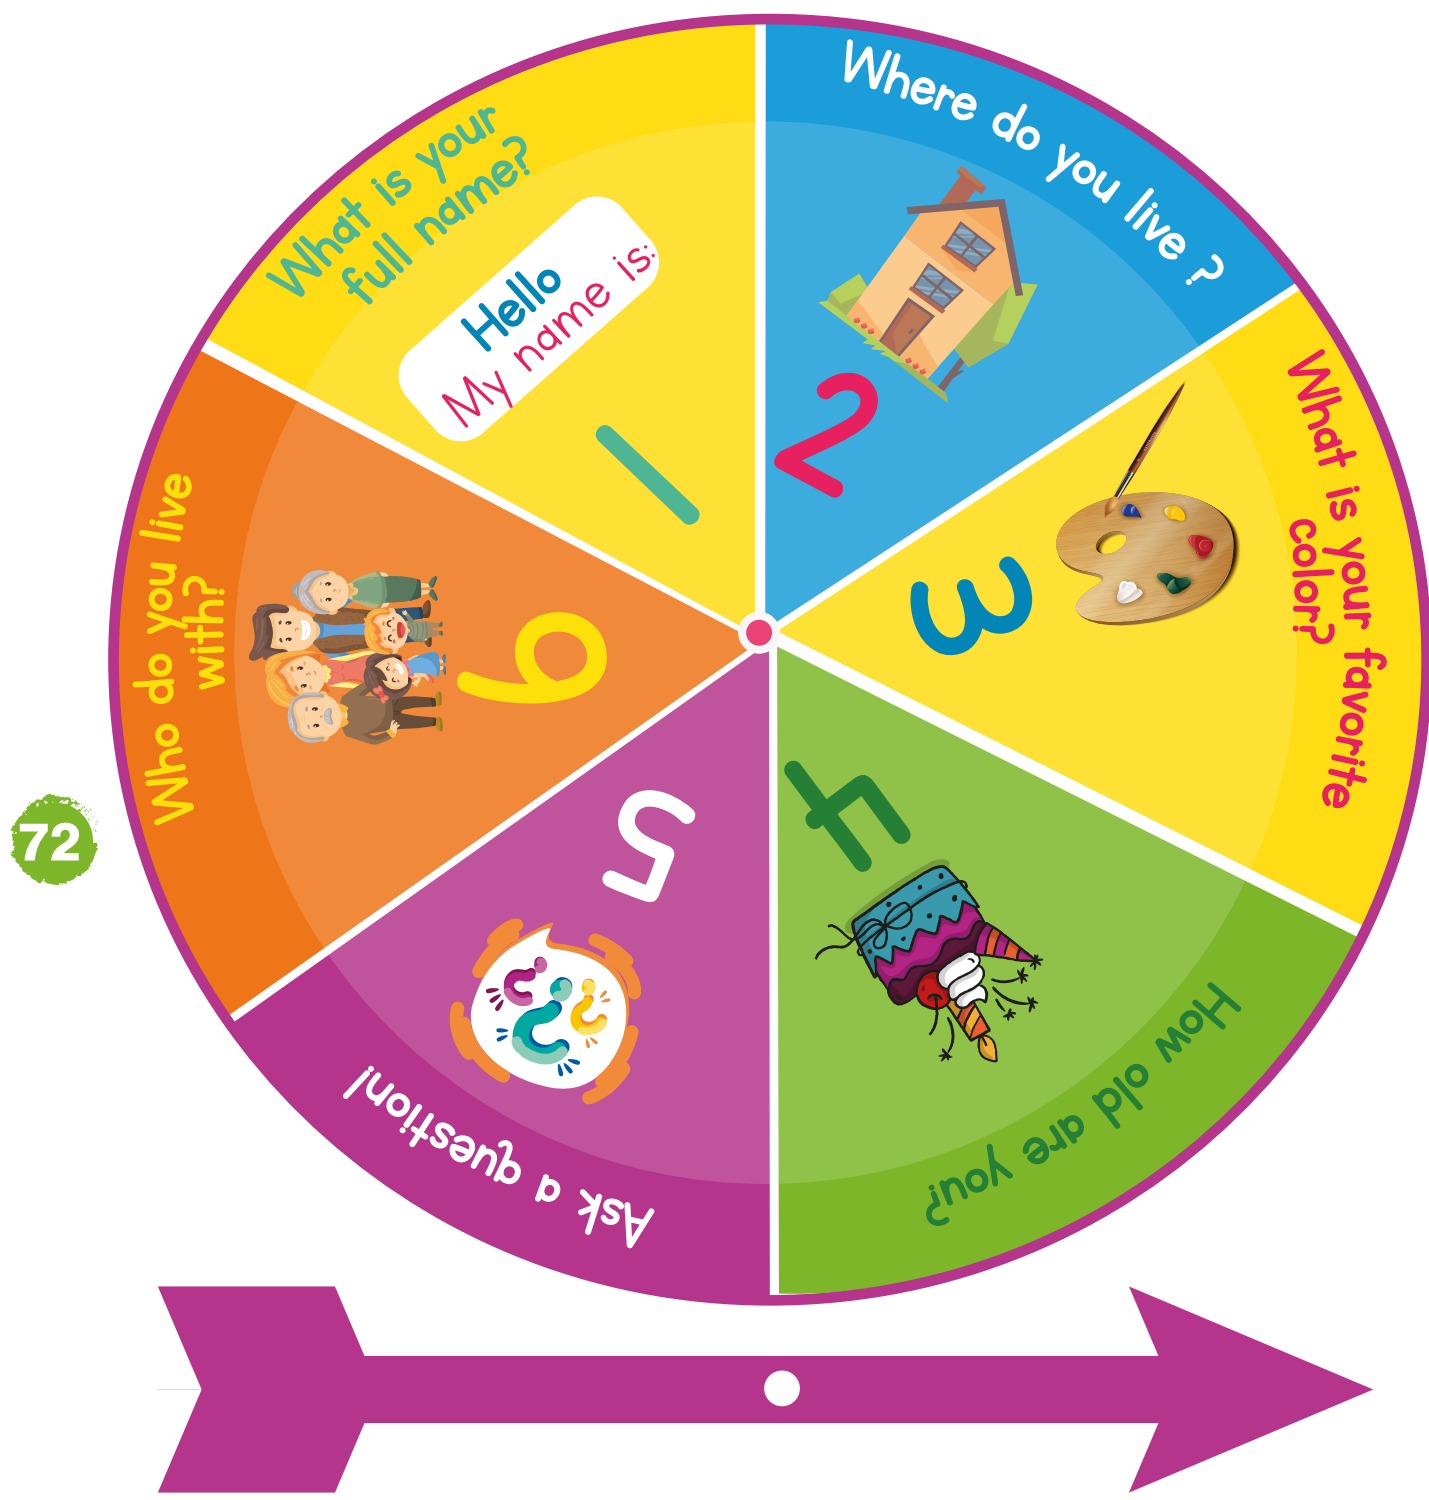 What is your
full name?
Hello
My name is:
1
Where do you live ?
2
What is your favorite
color?
3
How old are you?
4
Ask a question!
5
Who do you live
with?
6
72